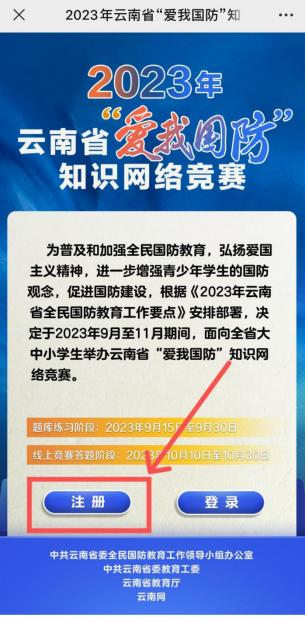 2023年云南省“爱我国防”知
2023年
云南省“爱我国防”
知识网络竞赛
为普及和加强全民国防教育，弘扬爱国
主义精神，进一步增强青少年学生的国防
观念，促进国防建设，根据《2023年云南
省全民国防教育工作要点》安排部署，决
定于2023年9月至11月期间，面向全省大
中小学生举办云南省“爱我国防”知识网
络竞赛。
题库练习阶段：2023年9月15日至9月30日
线上竞赛答题阶段：2023年10月10日至10月30日
注 册
登 录
中共云南省委全民国防教育工作领导小组办公室
中共云南省委教育工委
云南省教育厅
云南网